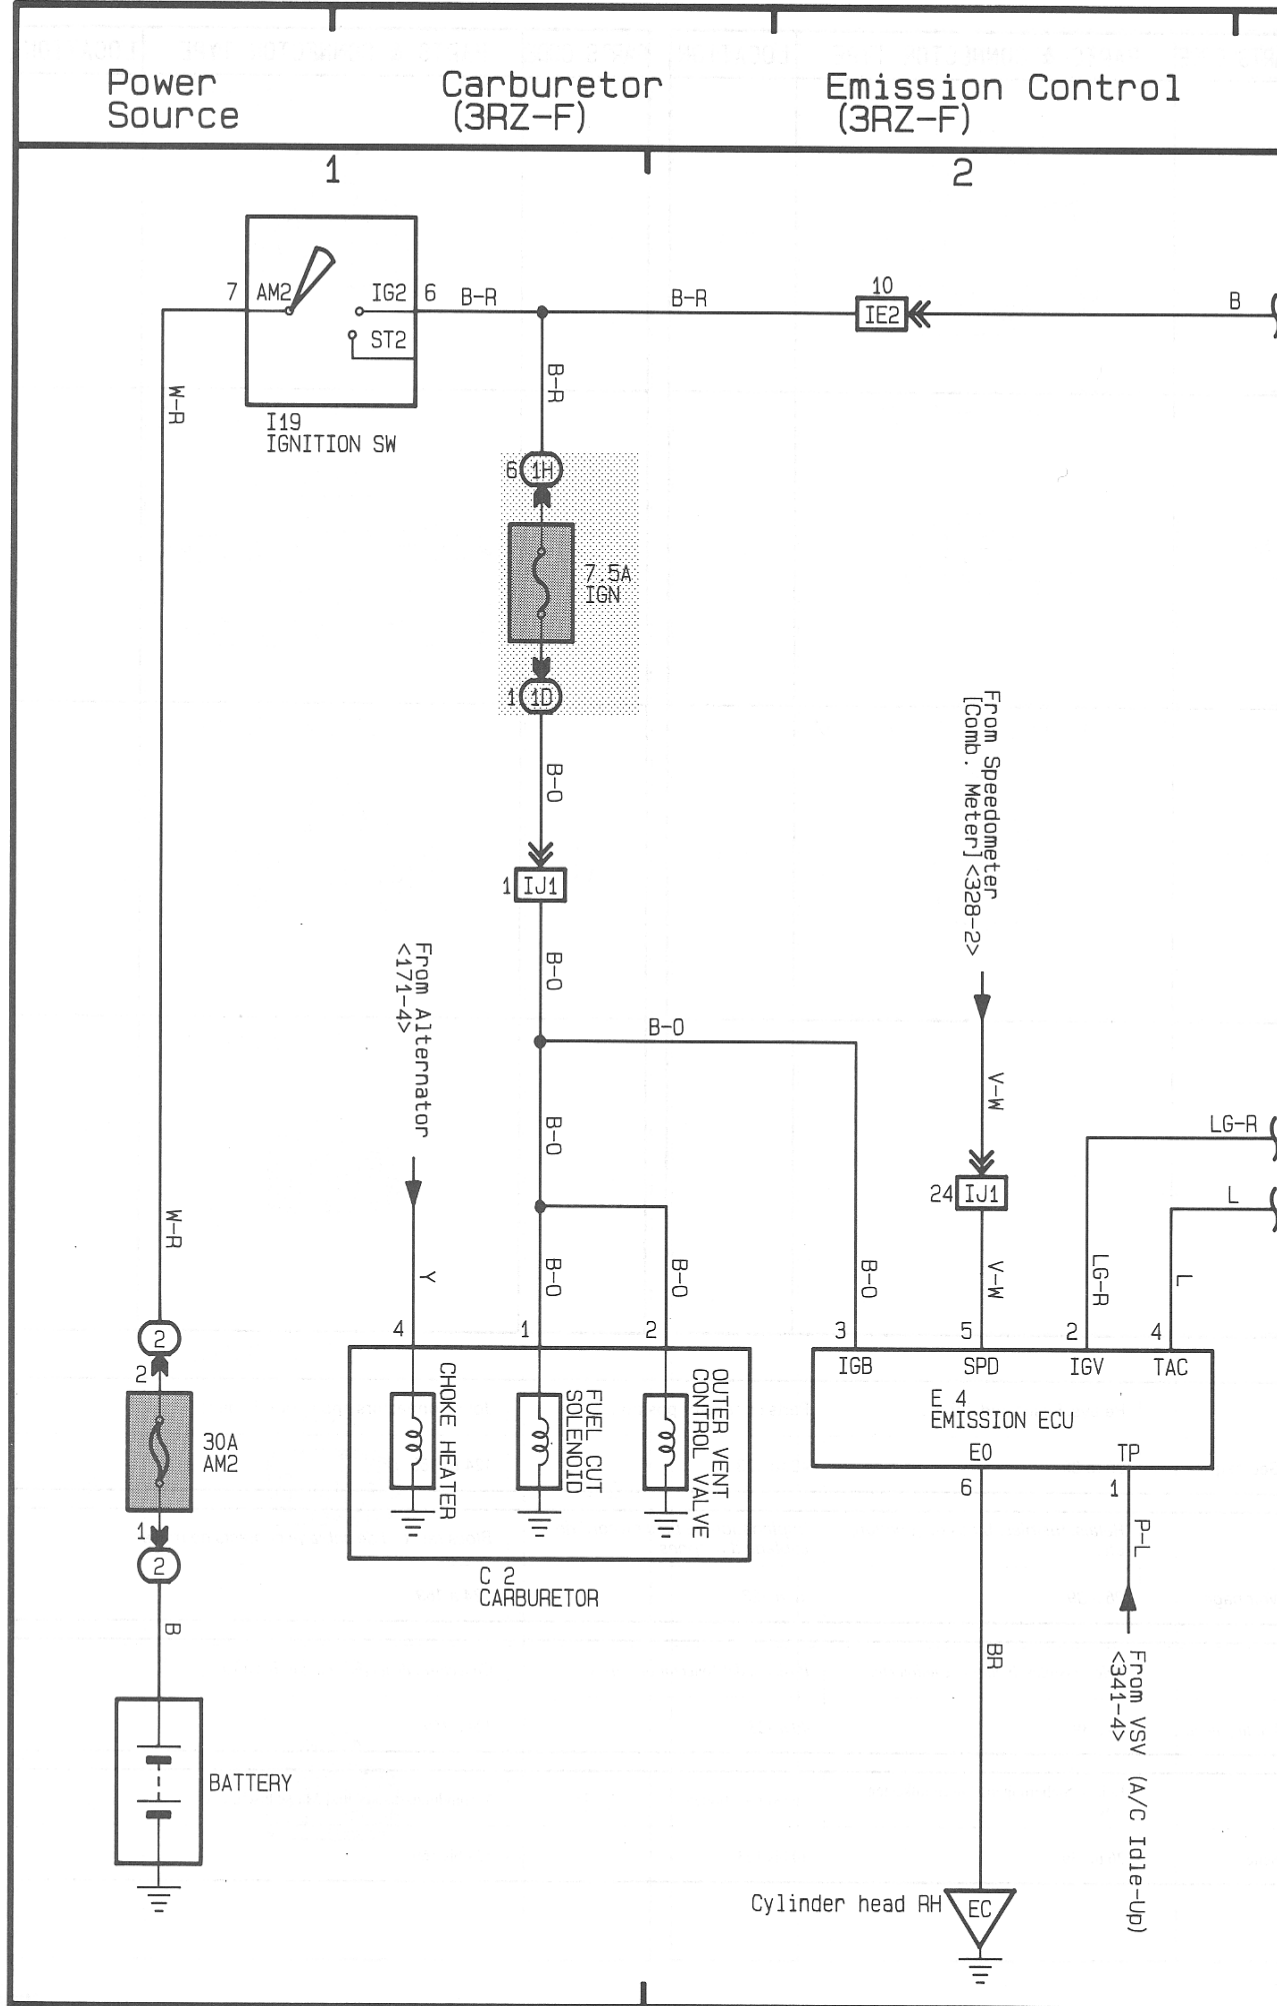 Power
Source
Carburetor
(3RZ-F)
Emission Control
(3RZ-F)
1
2
7
AM2
IG2
6
ST2
B-R
B-R
10
IE2
B
I19
IGNITION SW
W-R
B-R
6
1H
7.5A
IGN
1
1D
B-O
From Speedometer
[Comb. Meter]<328-2>
1
IJ1
B-O
From Alternator
<171-4>
B-O
V-W
B-O
LG-R
24
IJ1
L
W-R
Y
B-O
B-O
B-O
V-W
LG-R
L
2
2
4
1
2
3
5
2
4
IGB
SPD
IGV
TAC
CHOKE HEATER
FUEL CUT
SOLENOID
OUTER VENT
CONTROL VALVE
E 4
EMISSION ECU
30A
AM2
E0
TP
6
1
1
2
P-L
C 2
CARBURETOR
B
BR
From VSV (A/C Idle-Up)
<341-4>
BATTERY
Cylinder head RH
EC